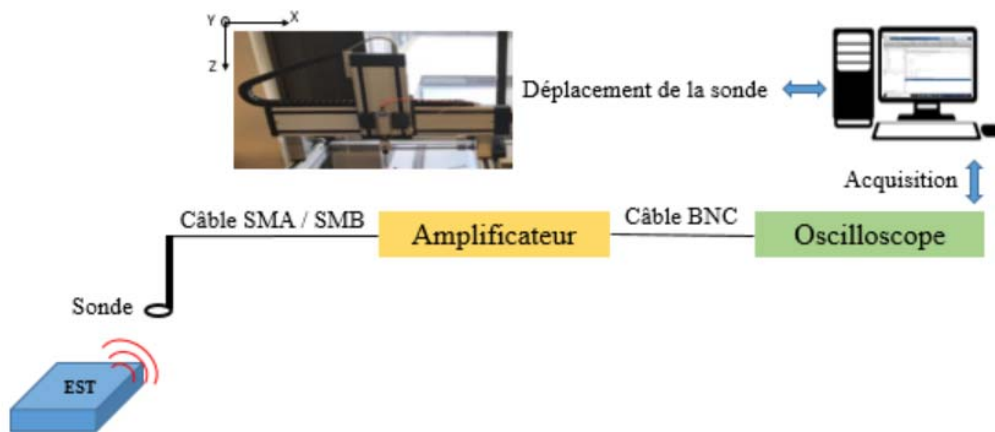 Y
X
Z
Déplacement de la sonde
Acquisition
Câble SMA / SMB
Amplificateur
Câble BNC
Oscilloscope
Sonde
EST